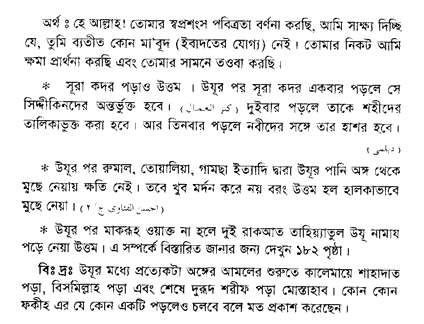 অর্থ ঃ হে আল্লাহ! তোমার স্বপ্রশংস পবিত্রতা বর্ণনা করছি, আমি সাক্ষ্য দিচ্ছি
যে, তুমি ব্যতীত কোন মা'বূদ (ইবাদতের যোগ্য) নেই। তোমার নিকট আমি
ক্ষমা প্রার্থনা করছি এবং তোমার সামনে তওবা করছি।
* সূরা কদর পড়াও উত্তম । উযূর পর সূরা কদর একবার পড়লে সে
সিদ্দীকিনদের অন্তর্ভুক্ত হবে। (كنز العمال) দুইবার পড়লে তাকে শহীদের
তালিকাভুক্ত করা হবে। আর তিনবার পড়লে নবীদের সঙ্গে তার হাশর হবে।
(دیلمی)
* উযূর পর রুমাল, তোয়ালিয়া, গামছা ইত্যাদি দ্বারা উযূর পানি অঙ্গ থেকে
মুছে নেয়ায় ক্ষতি নেই। তবে খুব মর্দন করে নয় বরং উত্তম হল হালকাভাবে
মুছে নেয়া। (احسن الفتاوى ج/ ٢)
* উযূর পর মাকরূহ ওয়াক্ত না হলে দুই রাকআত তাহিয়্যাতুল উযূ নামায
পড়ে নেয়া উত্তম। এ সম্পর্কে বিস্তারিত জানার জন্য দেখুন ১৮২ পৃষ্ঠা।
বিঃ দ্রঃ উযূর মধ্যে প্রত্যেকটা অঙ্গের আমলের শুরুতে কালেমায়ে শাহাদাত
পড়া, বিসমিল্লাহ পড়া এবং শেষে দুরূদ শরীফ পড়া মোস্তাহাব। কোন কোন
ফকীহ এর যে কোন একটি পড়লেও চলবে বলে মত প্রকাশ করেছেন।